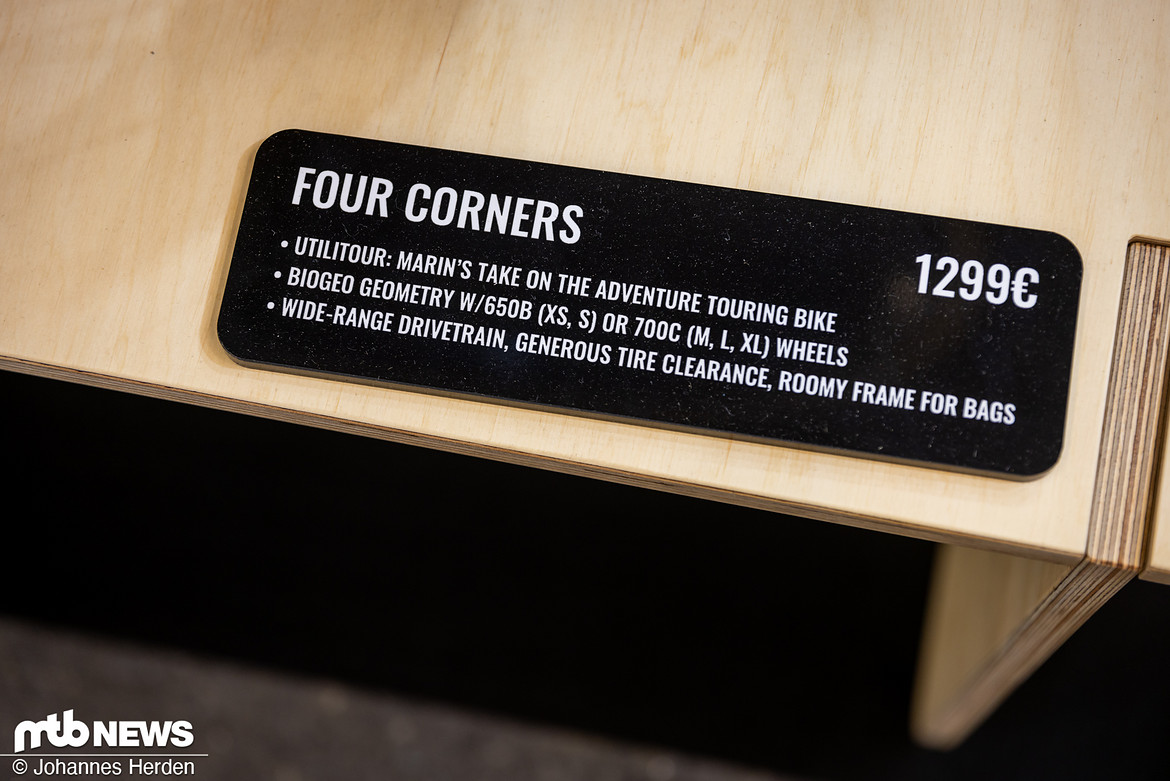 FOUR CORNERS
1299€
• UTILITOUR: MARIN'S TAKE ON THE ADVENTURE TOURING BIKE
• BIOGEO GEOMETRY W/650B (XS, S) OR 700C (M, L, XL) WHEELS
• WIDE-RANGE DRIVETRAIN, GENEROUS TIRE CLEARANCE, ROOMY FRAME FOR BAGS
mtb NEWS
© Johannes Herden